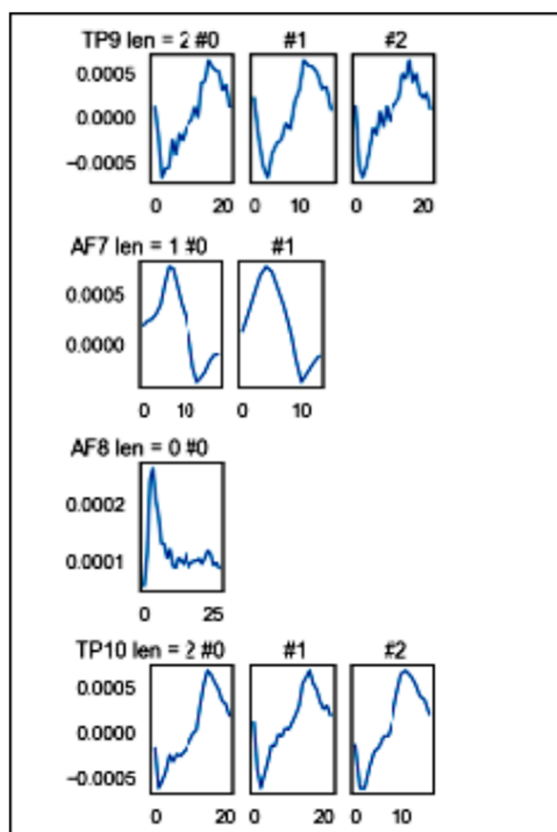 TP9 len = 2 #0 #1 #2
0.0005
0.0000
−0.0005
0 20 0 10 0 20
AF7 len = 1 #0 #1
0.0005
0.0000
0 10 0 10
AF8 len = 0 #0
0.0002
0.0001
0 25
TP10 len = 2 #0 #1 #2
0.0005
0.0000
−0.0005
0 20 0 20 0 10